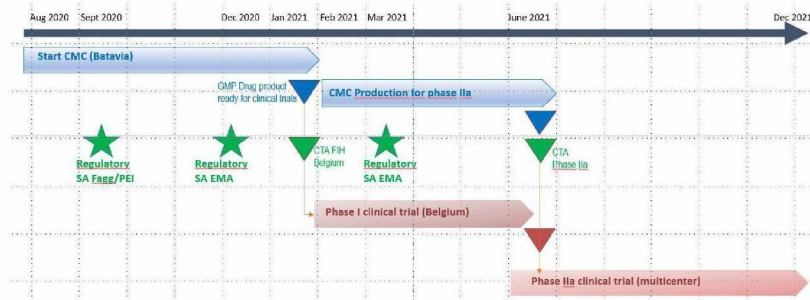 Aug 2020 Sept 2020 Dec 2020 Jan 2021 Feb 2021 Mar 2021 June 2021 Dec 2021
Start CMC (Batavia)
GMP Drug product
ready for clinical trials
CMC Production for phase IIa
Regulatory
SA Fagg/PEI
Regulatory
SA EMA
CTA FIH
Belgium
Regulatory
SA EMA
CTA
Phase IIa
Phase I clinical trial (Belgium)
Phase IIa clinical trial (multicenter)